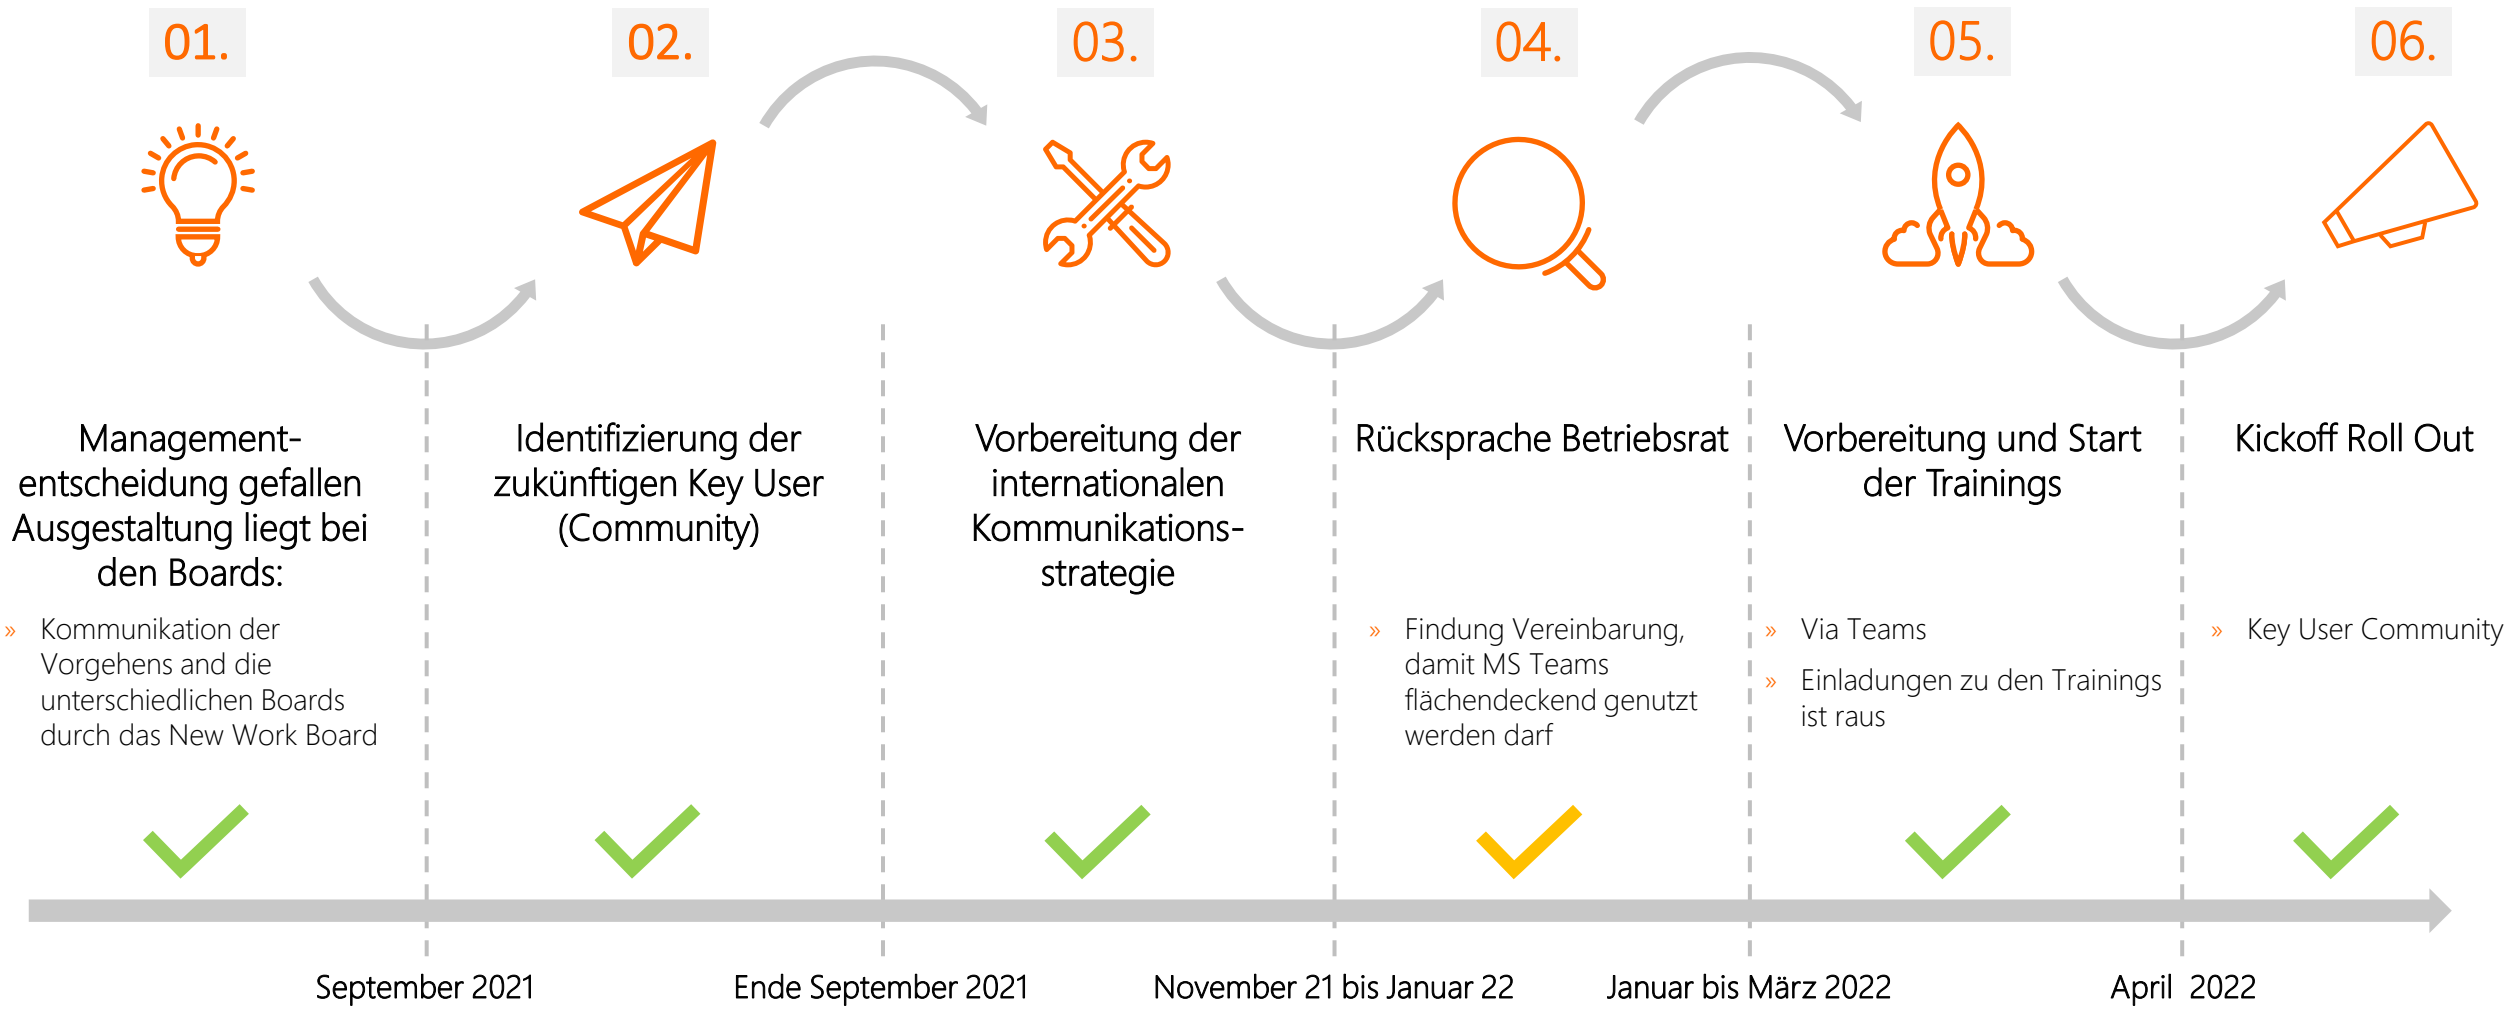 01.
Management-
entscheidung gefallen
Ausgestaltung liegt bei
den Boards:
» Kommunikation der
Vorgehens and die
unterschiedlichen Boards
durch das New Work Board
02.
Identifizierung der
zukünftigen Key User
(Community)
03.
Vorbereitung der
internationalen
Kommunikations-
strategie
04.
Rücksprache Betriebsrat
» Findung Vereinbarung,
damit MS Teams
flächendeckend genutzt
werden darf
05.
Vorbereitung und Start
der Trainings
» Via Teams
» Einladungen zu den Trainings
ist raus
06.
Kickoff Roll Out
» Key User Community
September 2021
Ende September 2021
November 21 bis Januar 22
Januar bis März 2022
April 2022